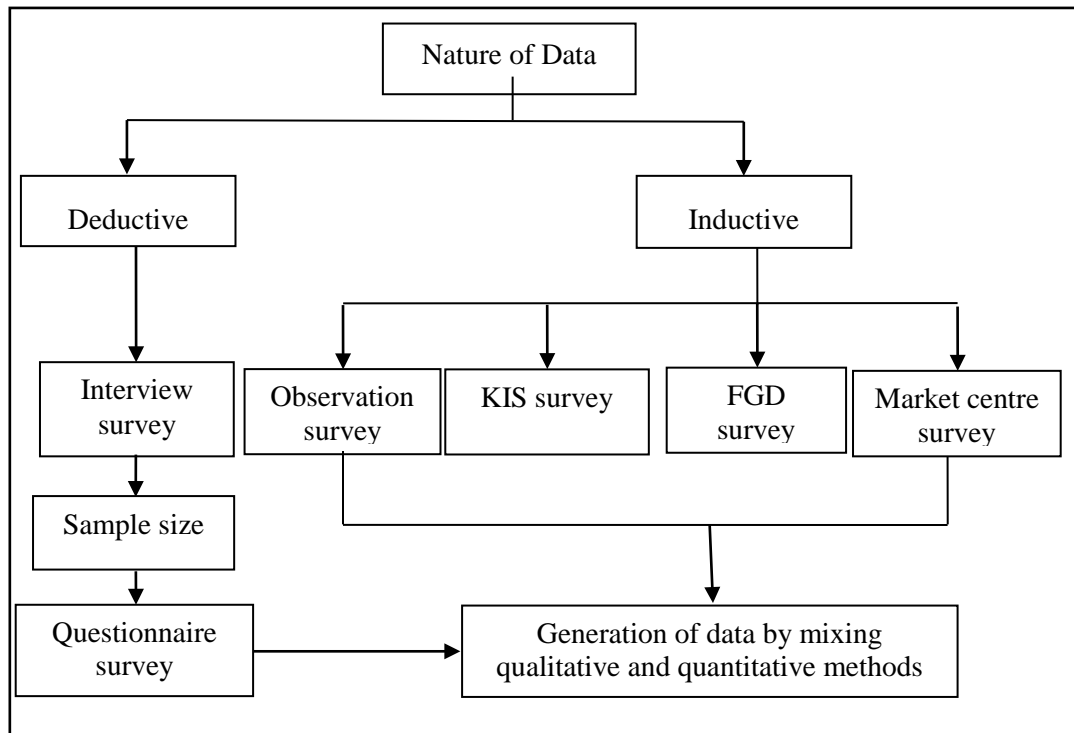 Nature of Data
Deductive
Inductive
Interview
survey
Observation
survey
KIS survey
FGD
survey
Market centre
survey
Sample size
Questionnaire
survey
Generation of data by mixing
qualitative and quantitative methods